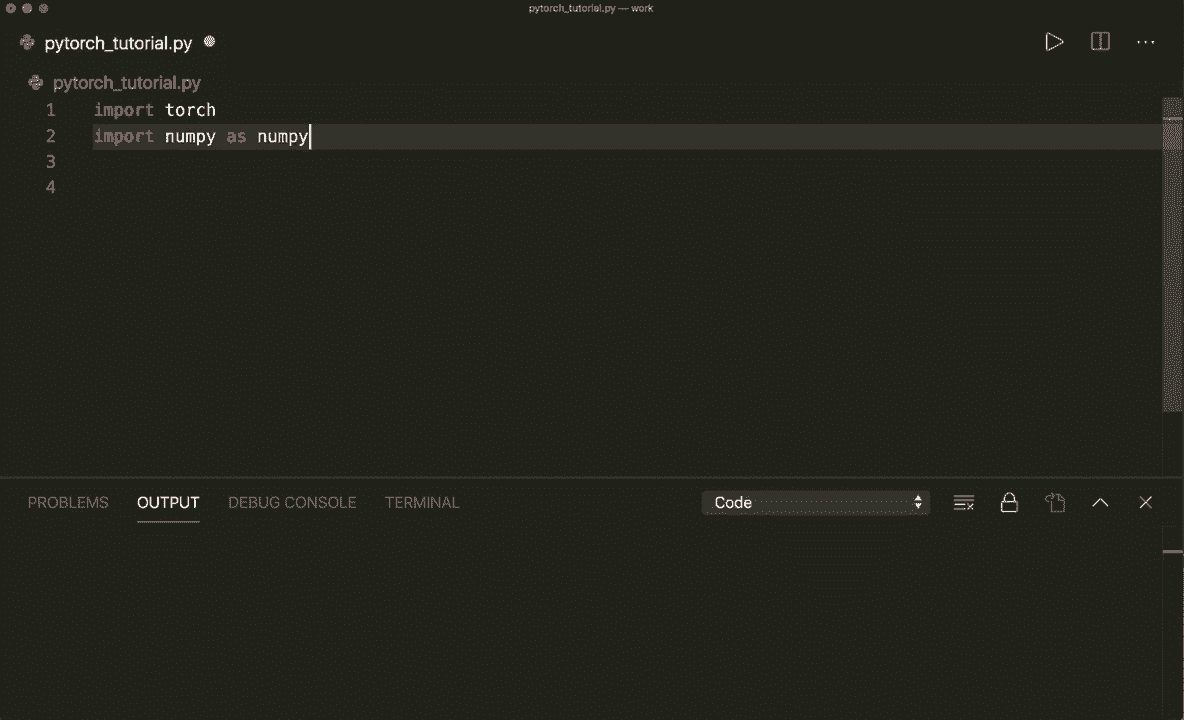 pytorch_tutorial.py — work
pytorch_tutorial.py
pytorch_tutorial.py
1 import torch
2 import numpy as numpy
3
4
PROBLEMS OUTPUT DEBUG CONSOLE TERMINAL Code